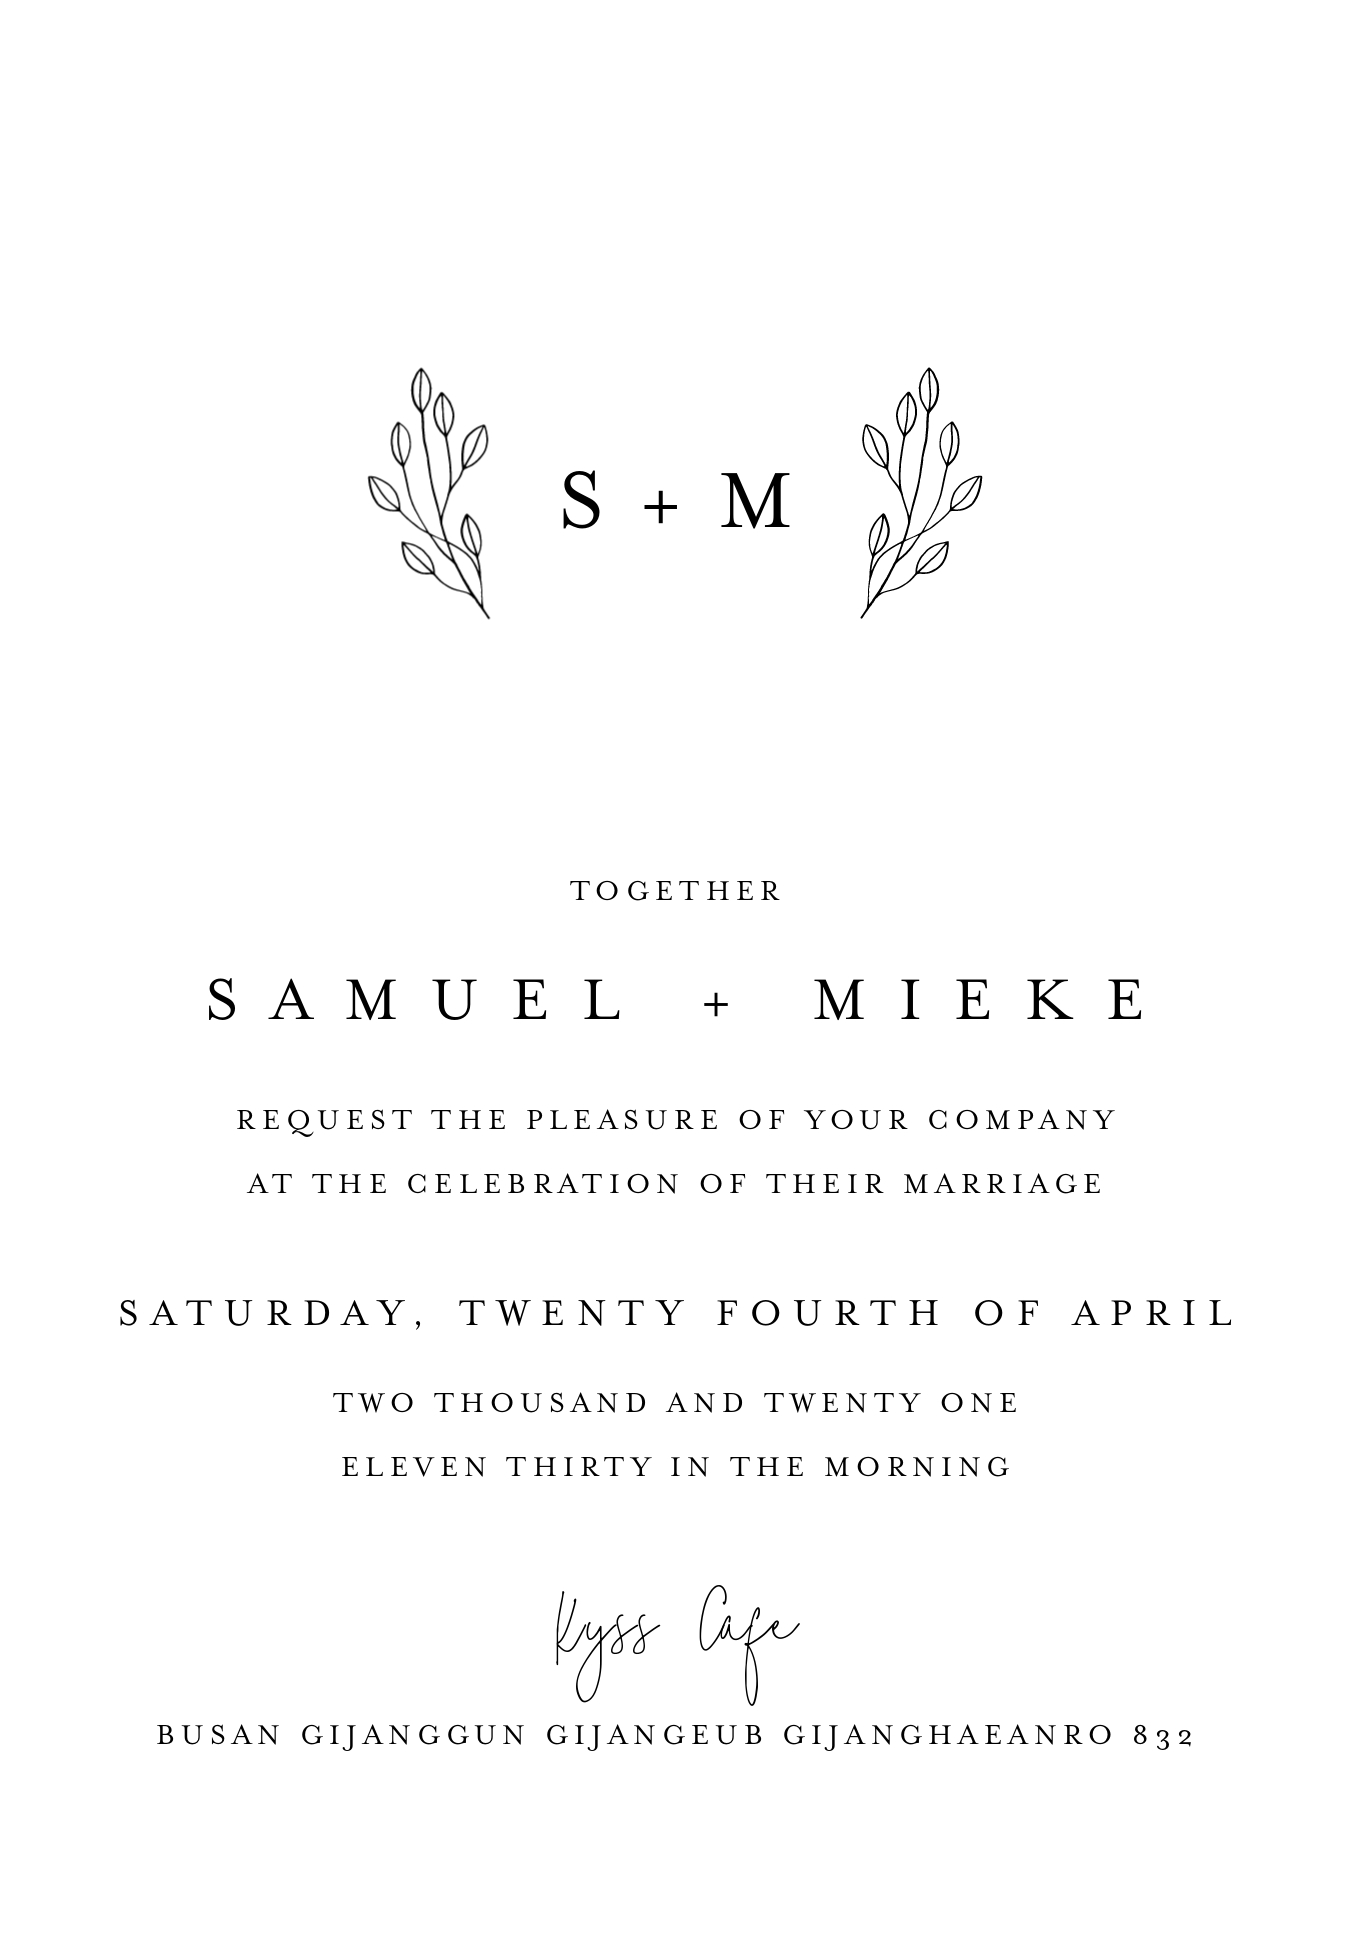 S + M
TOGETHER
SAMUEL + MIEKE
REQUEST THE PLEASURE OF YOUR COMPANY
AT THE CELEBRATION OF THEIR MARRIAGE
SATURDAY, TWENTY FOURTH OF APRIL
TWO THOUSAND AND TWENTY ONE
ELEVEN THIRTY IN THE MORNING
Kyss Cafe
BUSAN GIJANGGUN GIJANGEUB GIJANGHAEANRO 832